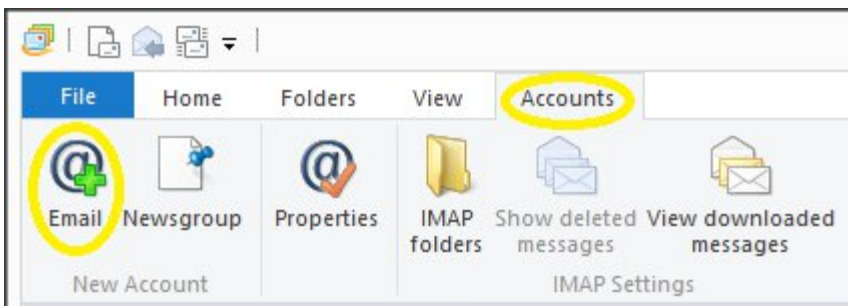 File Home Folders View Accounts
Email Newsgroup Properties IMAP Show deleted View downloaded
folders messages messages
New Account IMAP Settings